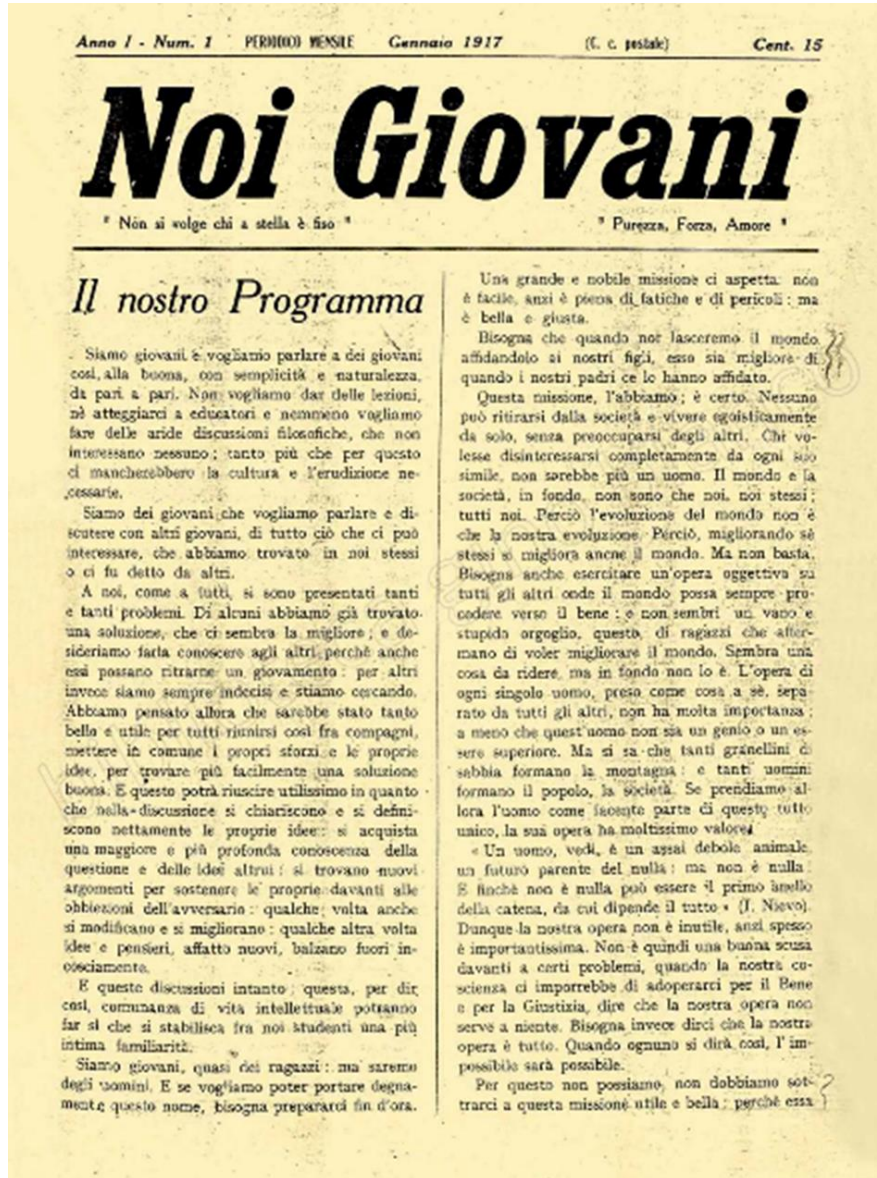 Anno I - Num. 1 PERIODICO MENSILE Gennaio 1917 (C. c. postale) Cent. 15
Noi Giovani
" Non si volge chi a stella è fiso "
" Purezza, Forza, Amore "
Il nostro Programma
Siamo giovani e vogliamo parlare a dei giovani
così, alla buona, con semplicità e naturalezza,
da pari a pari. Non vogliamo dar delle lezioni,
nè atteggiarci a educatori e nemmeno vogliamo
fare delle aride discussioni filosofiche, che non
interessano nessuno; tanto più che per questo
ci mancherebbero la cultura e l'erudizione ne-
cessarie.
Siamo dei giovani che vogliamo parlare e di-
scutere con altri giovani, di tutto ciò che ci può
interessare, che abbiamo trovato in noi stessi
o ci fu detto da altri.
A noi, come a tutti, si sono presentati tanti
e tanti problemi. Di alcuni abbiamo già trovato
una soluzione, che ci sembra la migliore; e de-
sideriamo farla conoscere agli altri perchè anche
essi possano ritrarne un giovamento: per altri
invece siamo sempre indecisi e stiamo cercando.
Abbiamo pensato allora che sarebbe stato tanto
bello e utile per tutti riunirsi così fra compagni,
mettere in comune i propri sforzi e le proprie
idee, per trovare più facilmente una soluzione
buona. E questo potrà riuscire utilissimo in quanto
che nella discussione si chiariscono e si defini-
scono nettamente le proprie idee: si acquista
una maggiore e più profonda conoscenza della
questione e delle idee altrui: si trovano nuovi
argomenti per sostenere le proprie davanti alle
obbiezioni dell'avversario: qualche volta anche
si modificano e si migliorano: qualche altra volta
idee e pensieri, affatto nuovi, balzano fuori in-
cosciamente.
E queste discussioni intanto: questa, per dir
così, comunanza di vita intellettuale potranno
far sì che si stabilisca fra noi studenti una più
intima familiarità.
Siamo giovani, quasi dei ragazzi: ma saremo
degli uomini. E se vogliamo poter portare degna-
mente questo nome, bisogna prepararci fin d'ora.
Una grande e nobile missione ci aspetta: non
è facile, anzi è piena di fatiche e di pericoli: ma
è bella e giusta.
Bisogna che quando noi lasceremo il mondo
affidandolo ai nostri figli, esso sia migliore di
quando i nostri padri ce lo hanno affidato.
Questa missione, l'abbiamo; è certo. Nessuno
può ritirarsi dalla società e vivere egoisticamente
da solo, senza preoccuparsi degli altri. Chi vo-
lesse disinteressarsi completamente da ogni suo
simile, non sarebbe più un uomo. Il mondo e la
società, in fondo, non sono che noi, noi stessi;
tutti noi. Perciò l'evoluzione del mondo non è
che la nostra evoluzione. Perciò, migliorando sè
stessi si migliora anche il mondo. Ma non basta.
Bisogna anche esercitare un'opera oggettiva su
tutti gli altri onde il mondo possa sempre pro-
cedere verso il bene: e non sembri un vano e
stupido orgoglio, questo, di ragazzi che affer-
mano di voler migliorare il mondo. Sembra una
cosa da ridere, ma in fondo non lo è. L'opera di
ogni singolo uomo, preso come cosa a sè, sepa-
rato da tutti gli altri, non ha molta importanza;
a meno che quest'uomo non sia un genio o un es-
sere superiore. Ma si sa che tanti granellini di
sabbia formano la montagna: e tanti uomini
formano il popolo, la società. Se prendiamo al-
lora l'uomo come facente parte di questo tutto
unico, la sua opera ha moltissimo valore.
« Un uomo, vedi, è un assai debole animale,
un futuro parente del nulla: ma non è nulla!
E finchè non è nulla può essere il primo anello
della catena, da cui dipende il tutto » (I. Nievo).
Dunque la nostra opera non è inutile, anzi spesso
è importantissima. Non è quindi una buona scusa
davanti a certi problemi, quando la nostra co-
scienza ci imporrebbe di adoperarci per il Bene
e per la Giustizia, dire che la nostra opera non
serve a niente. Bisogna invece dirci che la nostra
opera è tutto. Quando ognuno si dirà così, l'im-
possibile sarà possibile.
Per questo non possiamo, non dobbiamo sot-
trarci a questa missione utile e bella: perchè essa